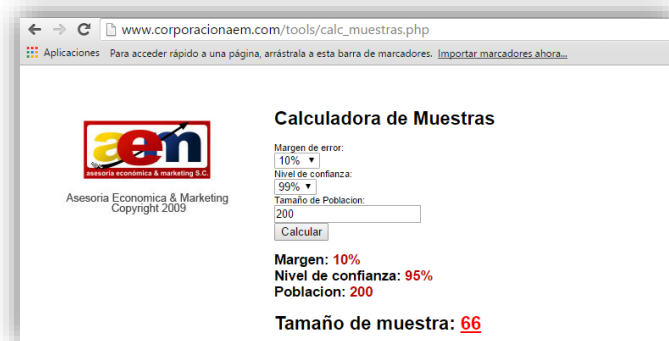 www.corporacionaem.com/tools/calc_muestras.php
Aplicaciones Para acceder rápido a una página, arrástrala a esta barra de marcadores. Importar marcadores ahora...
aem
asesoría económica & marketing S.C.
Asesoria Economica & Marketing
Copyright 2009
Calculadora de Muestras
Margen de error:
10%
Nivel de confianza:
99%
Tamaño de Poblacion:
200
Calcular
Margen: 10%
Nivel de confianza: 95%
Poblacion: 200
Tamaño de muestra: 66